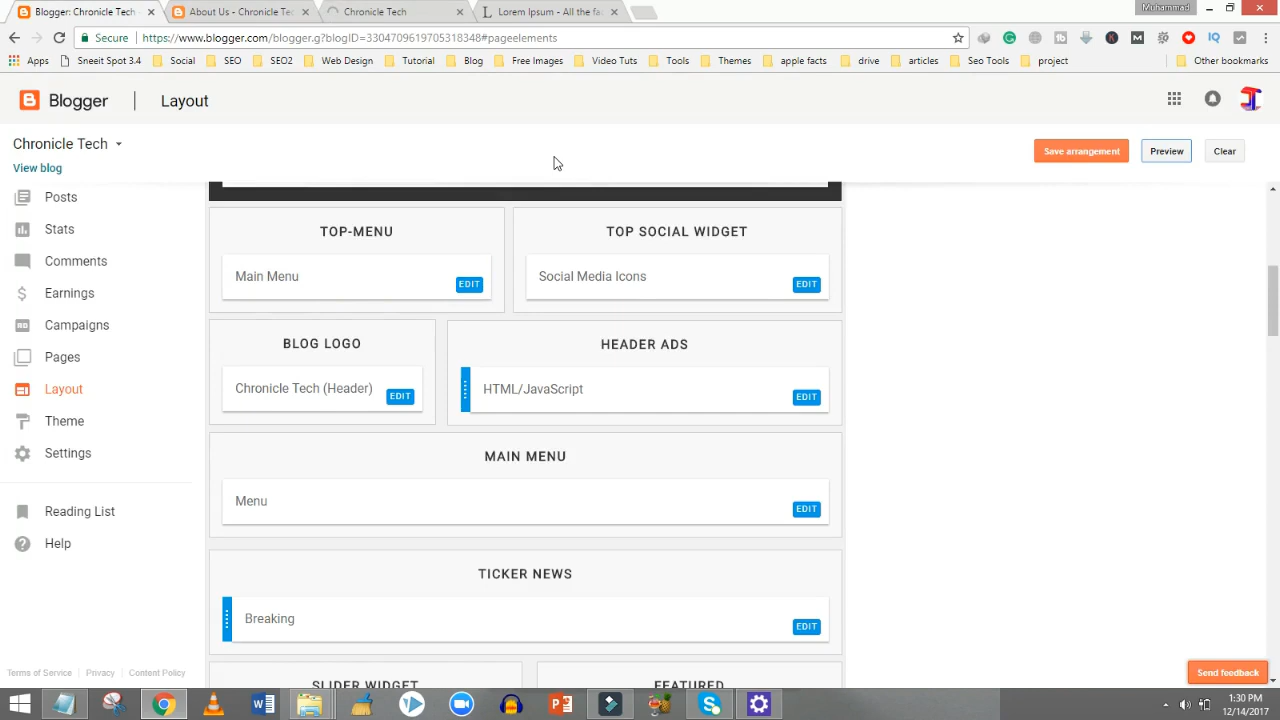 Blogger: Chronicle Tech
About Us - Chronicle Tec
Chronicle Tech
Lorem Ipsum - All the fa
Muhammad
Secure
https://www.blogger.com/blogger.g?blogID=3304709619705318348#pageelements
Apps
Sneeit Spot 3.4
Social
SEO
SEO2
Web Design
Tutorial
Blog
Free Images
Video Tuts
Tools
Themes
apple facts
drive
articles
Seo Tools
project
Other bookmarks
Blogger
Layout
Chronicle Tech
View blog
Save arrangement
Preview
Clear
Posts
Stats
Comments
Earnings
Campaigns
Pages
Layout
Theme
Settings
Reading List
Help
TOP-MENU
Main Menu
EDIT
TOP SOCIAL WIDGET
Social Media Icons
EDIT
BLOG LOGO
Chronicle Tech (Header)
EDIT
HEADER ADS
HTML/JavaScript
EDIT
MAIN MENU
Menu
EDIT
TICKER NEWS
Breaking
EDIT
SLIDER WIDGET
FEATURED
Terms of Service
Privacy
Content Policy
Send feedback
1:30 PM
12/14/2017